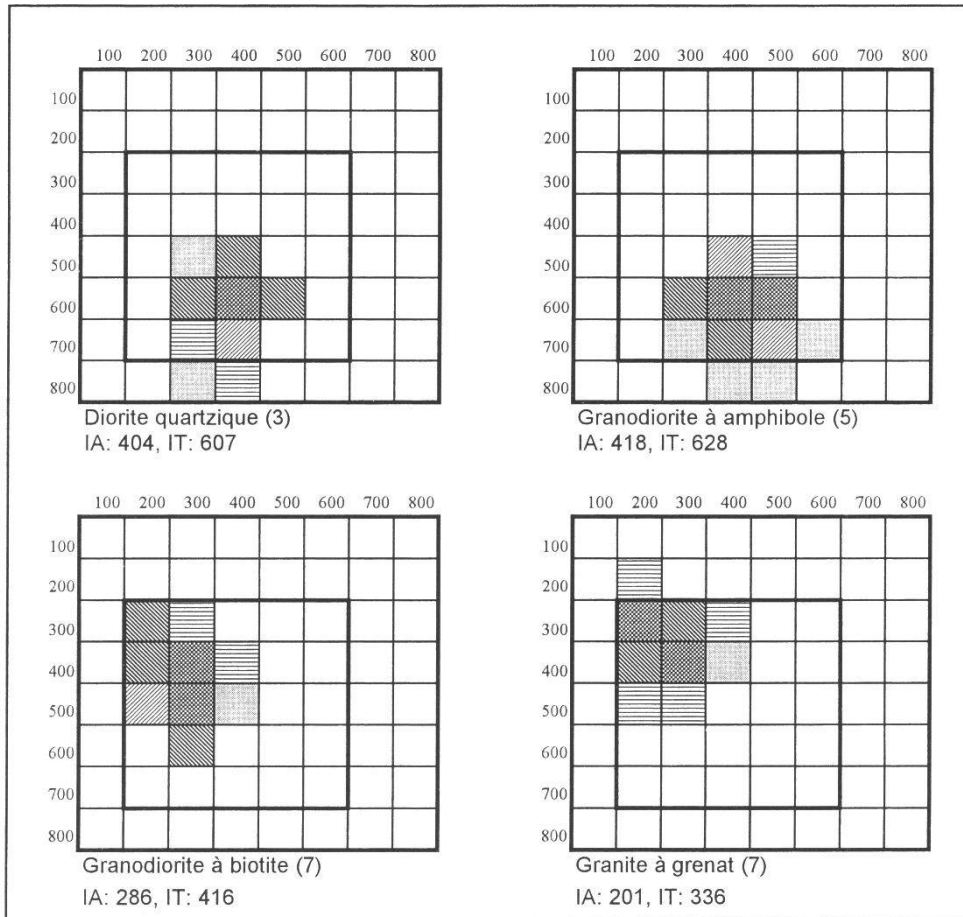 100 200 300 400 500 600 700 800
100
200
300
400
500
600
700
800
Diorite quartzique (3)
IA: 404, IT: 607
100 200 300 400 500 600 700 800
100
200
300
400
500
600
700
800
Granodiorite à amphibole (5)
IA: 418, IT: 628
100 200 300 400 500 600 700 800
100
200
300
400
500
600
700
800
Granodiorite à biotite (7)
IA: 286, IT: 416
100 200 300 400 500 600 700 800
100
200
300
400
500
600
700
800
Granite à grenat (7)
IA: 201, IT: 336